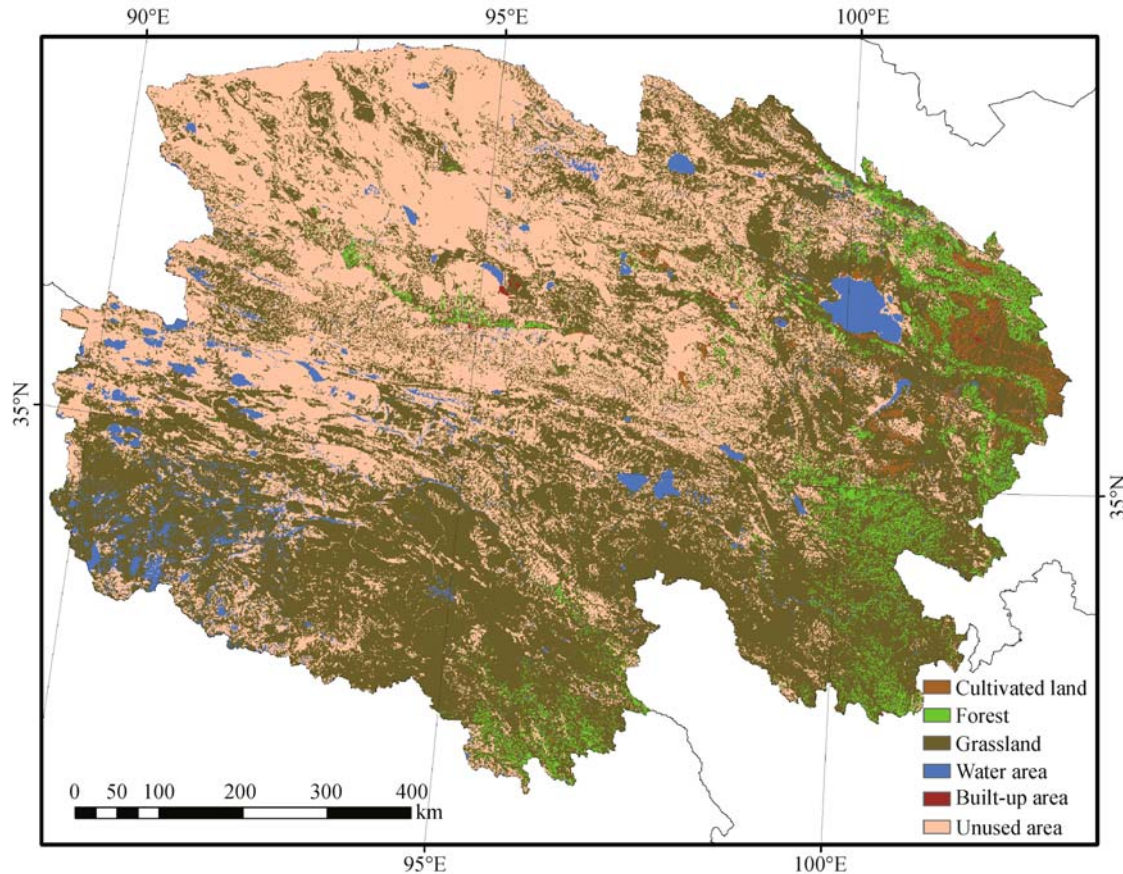 90°E 95°E 100°E
35°N
35°N
Cultivated land
Forest
Grassland
Water area
Built-up area
Unused area
0 50 100 200 300 400
km
95°E 100°E